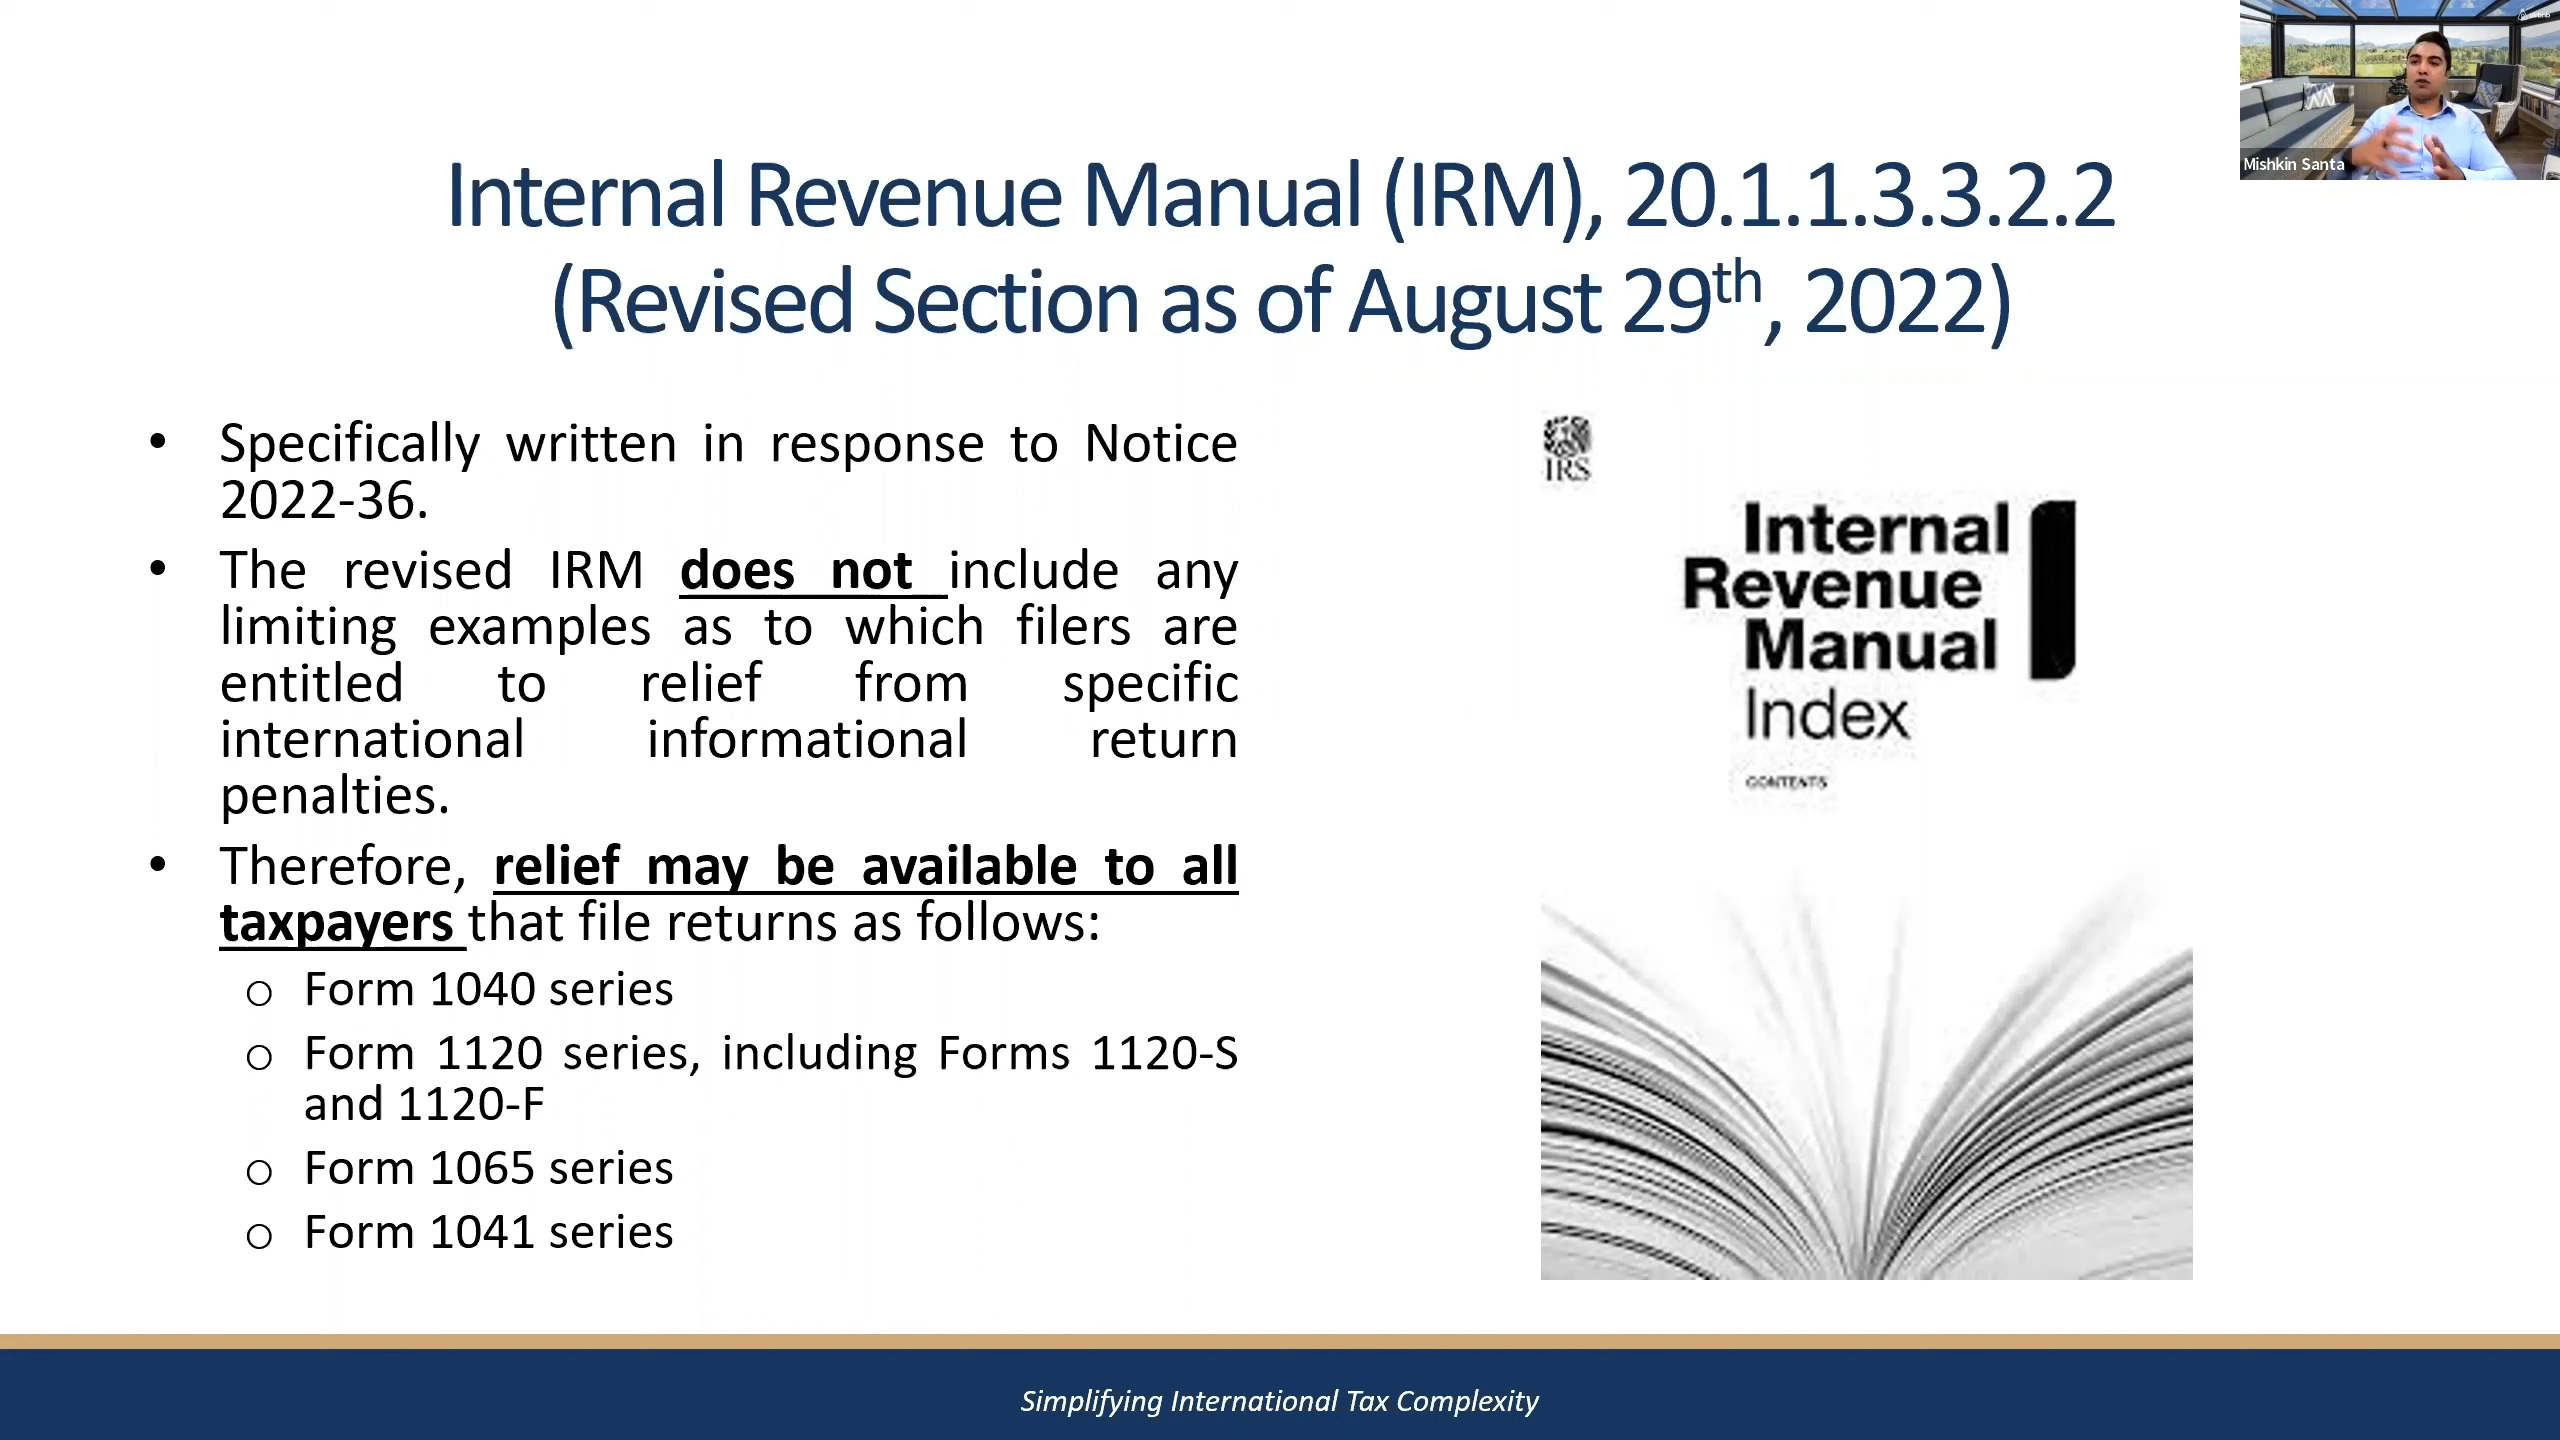 Mishkin Santa
Internal Revenue Manual (IRM), 20.1.1.3.3.2.2
(Revised Section as of August 29th, 2022)
• Specifically written in response to Notice
2022-36.
• The revised IRM does not include any
limiting examples as to which filers are
entitled to relief from specific
international informational return
penalties.
• Therefore, relief may be available to all
taxpayers that file returns as follows:
o Form 1040 series
o Form 1120 series, including Forms 1120-S
and 1120-F
o Form 1065 series
o Form 1041 series
IRS
Internal
Revenue
Manual
Index
CONTENTS
Simplifying International Tax Complexity